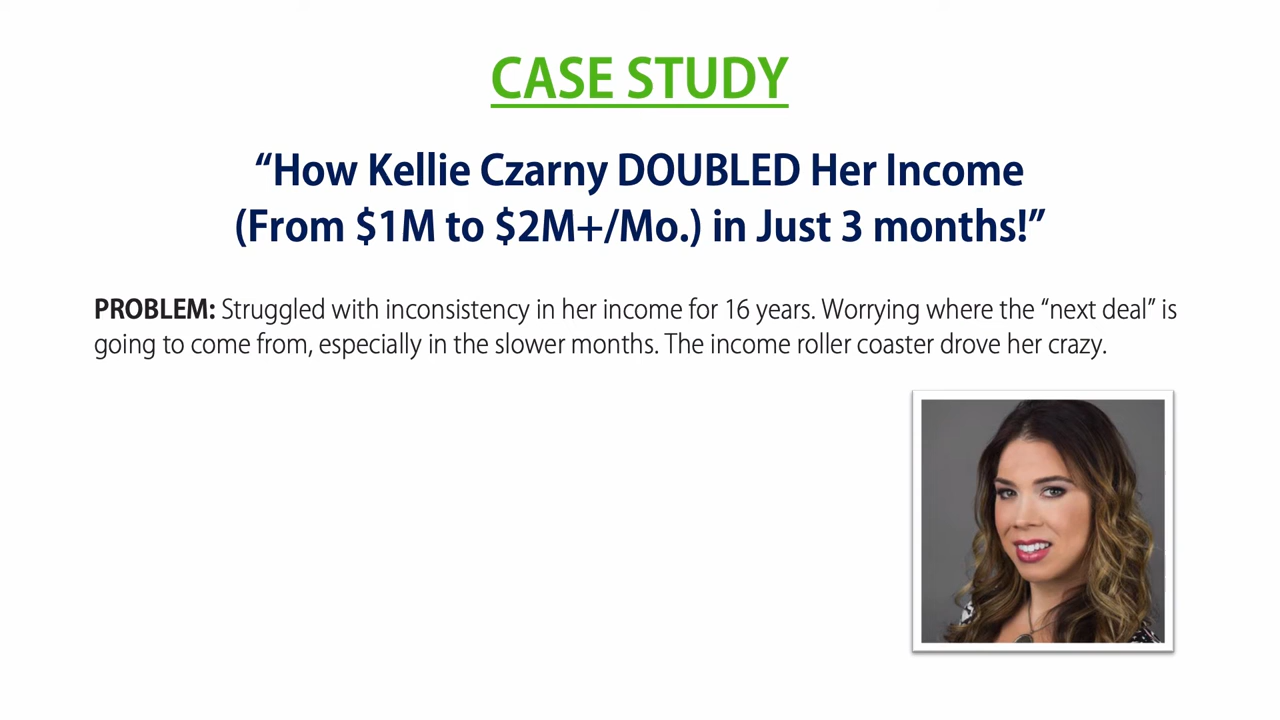 CASE STUDY
“How Kellie Czarny DOUBLED Her Income
(From $1M to $2M+/Mo.) in Just 3 months!”
PROBLEM: Struggled with inconsistency in her income for 16 years. Worrying where the “next deal” is
going to come from, especially in the slower months. The income roller coaster drove her crazy.